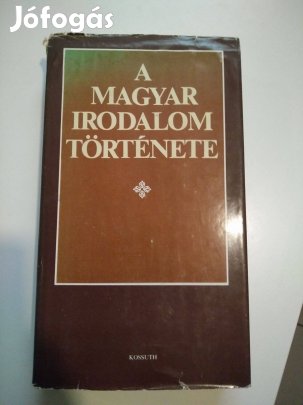 Jófogás
A
MAGYAR
IRODALOM
TÖRTÉNETE
KOSSUTH